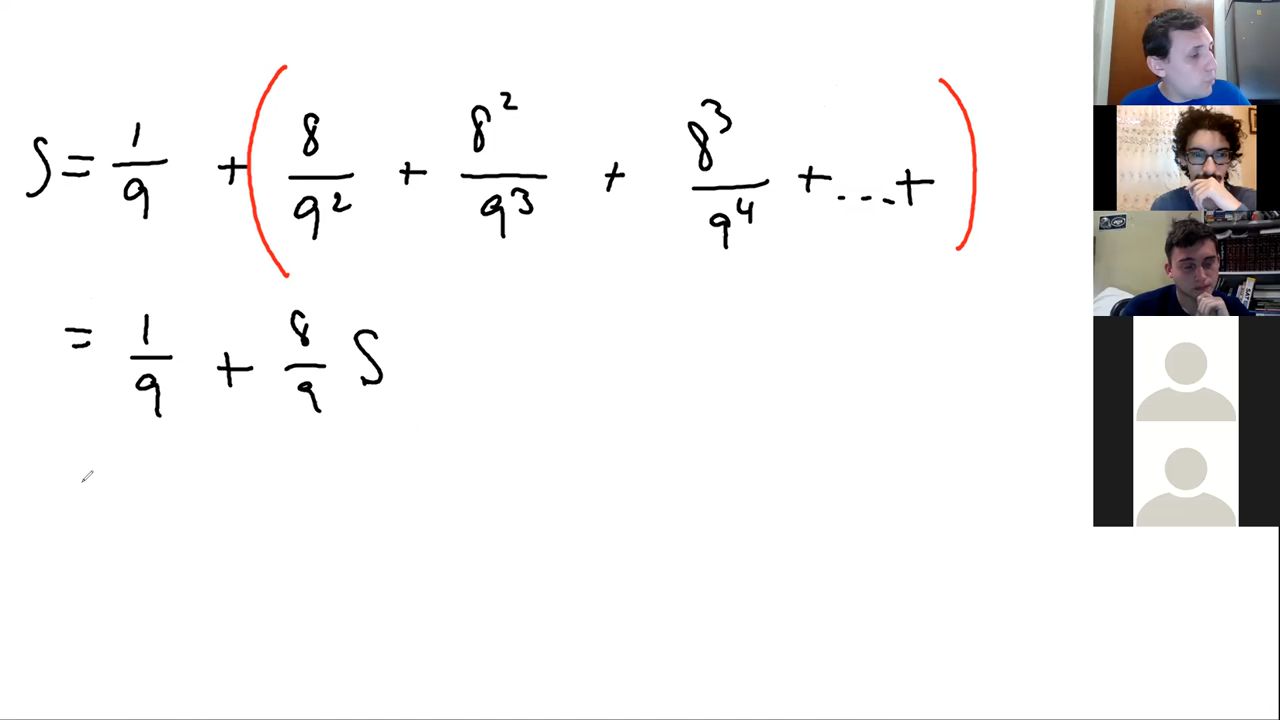 S = 1/9 + ( 8/9² + 8²/9³ + 8³/9⁴ + ... + )
= 1/9 + 8/9 S